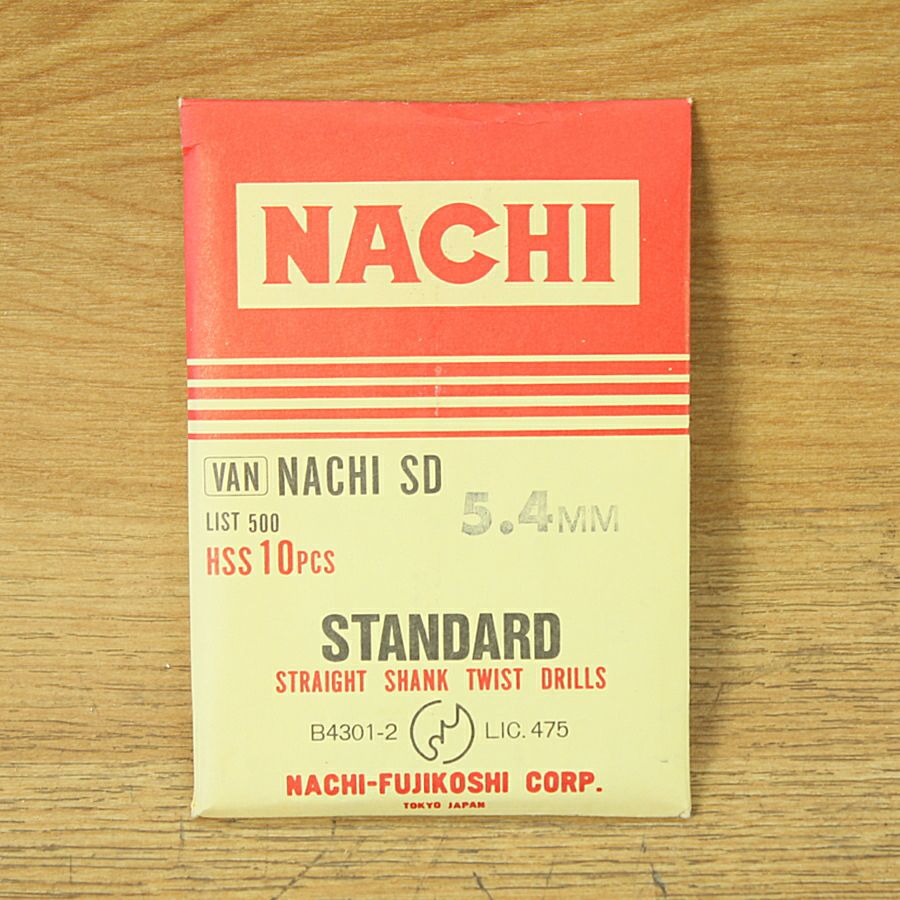 NACHI
VAN NACHI SD
5.4MM
LIST 500
HSS 10PCS
STANDARD
STRAIGHT SHANK TWIST DRILLS
B4301-2 LIC. 475
NACHI-FUJIKOSHI CORP.
TOKYO JAPAN